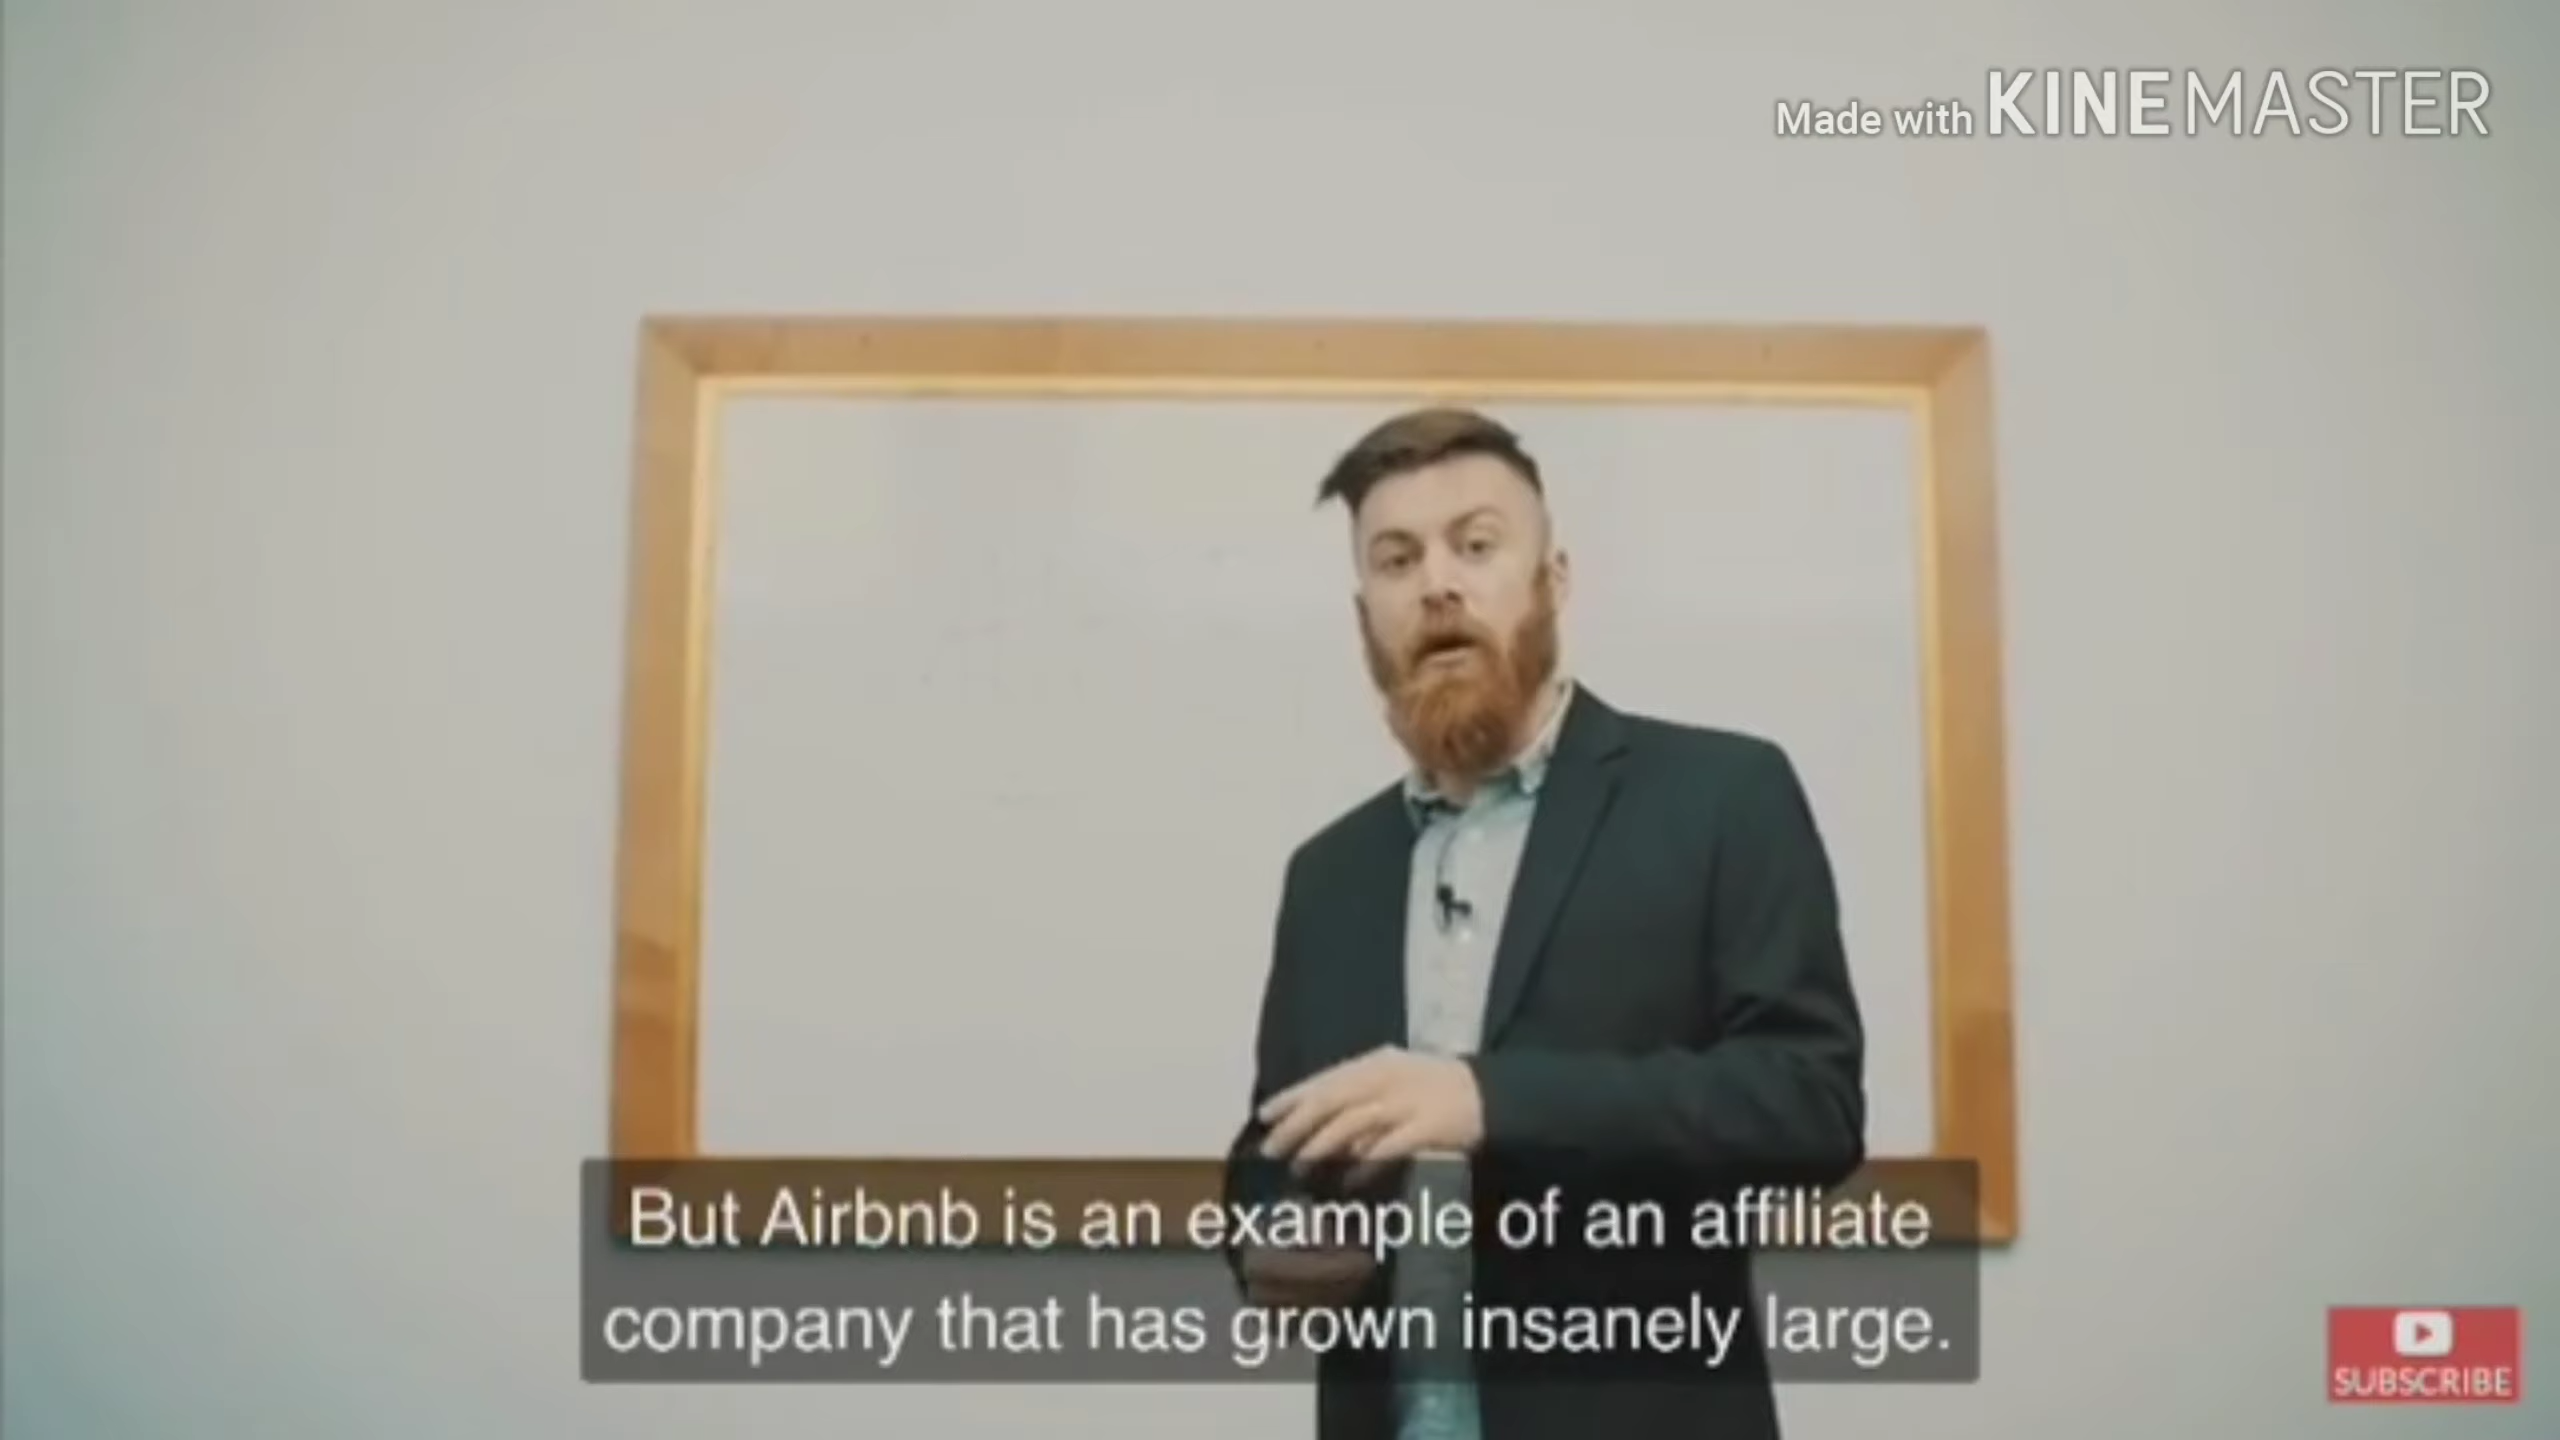 Made with KINEMASTER
But Airbnb is an example of an affiliate
company that has grown insanely large.
SUBSCRIBE